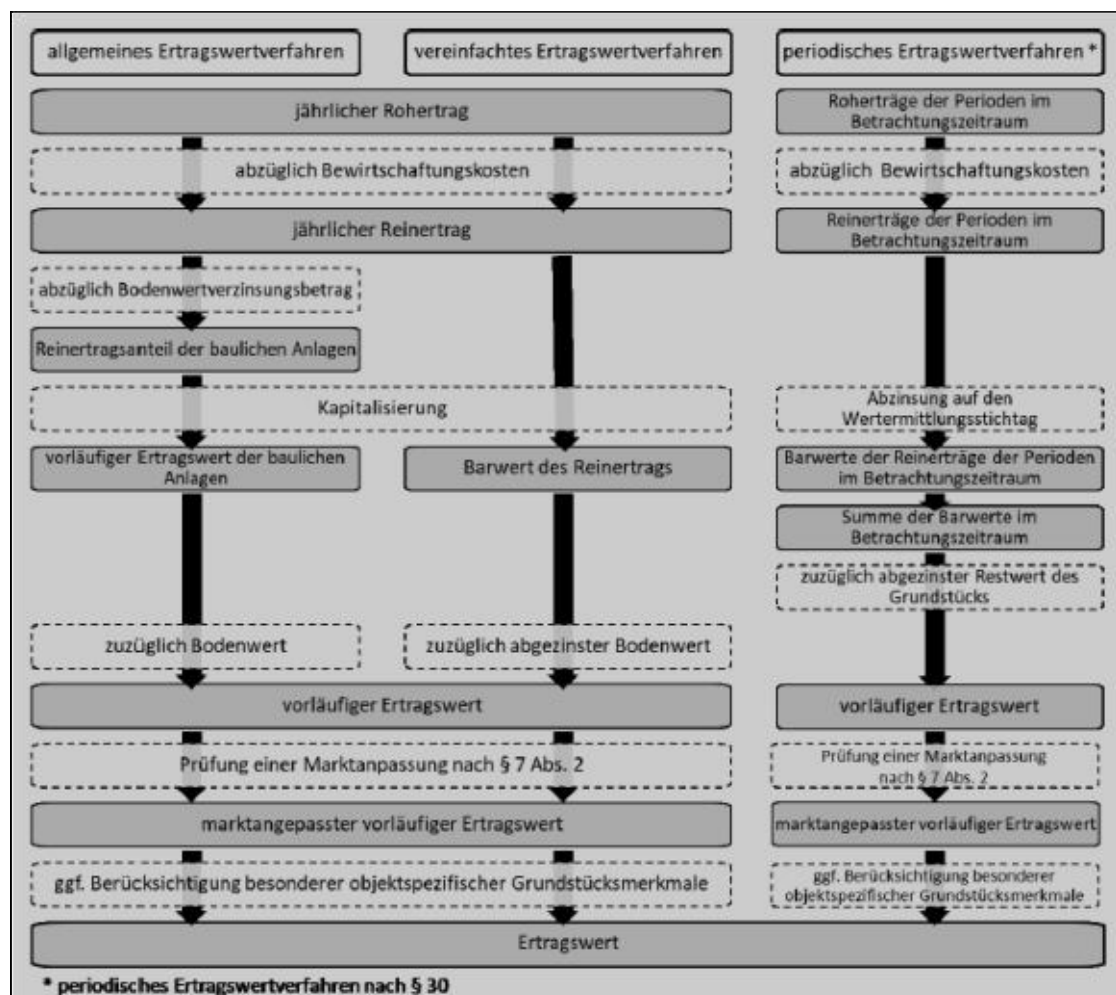 allgemeines Ertragswertverfahren
vereinfachtes Ertragswertverfahren
periodisches Ertragswertverfahren *
jährlicher Rohertrag
Roherträge der Perioden im
Betrachtungszeitraum
abzüglich Bewirtschaftungskosten
abzüglich Bewirtschaftungskosten
jährlicher Reinertrag
Reinerträge der Perioden im
Betrachtungszeitraum
abzüglich Bodenwertverzinsungsbetrag
Reinertragsanteil der baulichen Anlagen
Kapitalisierung
Abzinsung auf den
Wertermittlungsstichtag
vorläufiger Ertragswert der baulichen
Anlagen
Barwert des Reinertrags
Barwerte der Reinerträge der Perioden
im Betrachtungszeitraum
Summe der Barwerte im
Betrachtungszeitraum
zuzüglich abgezinster Restwert des
Grundstücks
zuzüglich Bodenwert
zuzüglich abgezinster Bodenwert
vorläufiger Ertragswert
vorläufiger Ertragswert
Prüfung einer Marktanpassung nach § 7 Abs. 2
Prüfung einer Marktanpassung
nach § 7 Abs. 2
marktangepasster vorläufiger Ertragswert
marktangepasster vorläufiger Ertragswert
ggf. Berücksichtigung besonderer objektspezifischer Grundstücksmerkmale
ggf. Berücksichtigung besonderer
objektspezifischer Grundstücksmerkmale
Ertragswert
* periodisches Ertragswertverfahren nach § 30